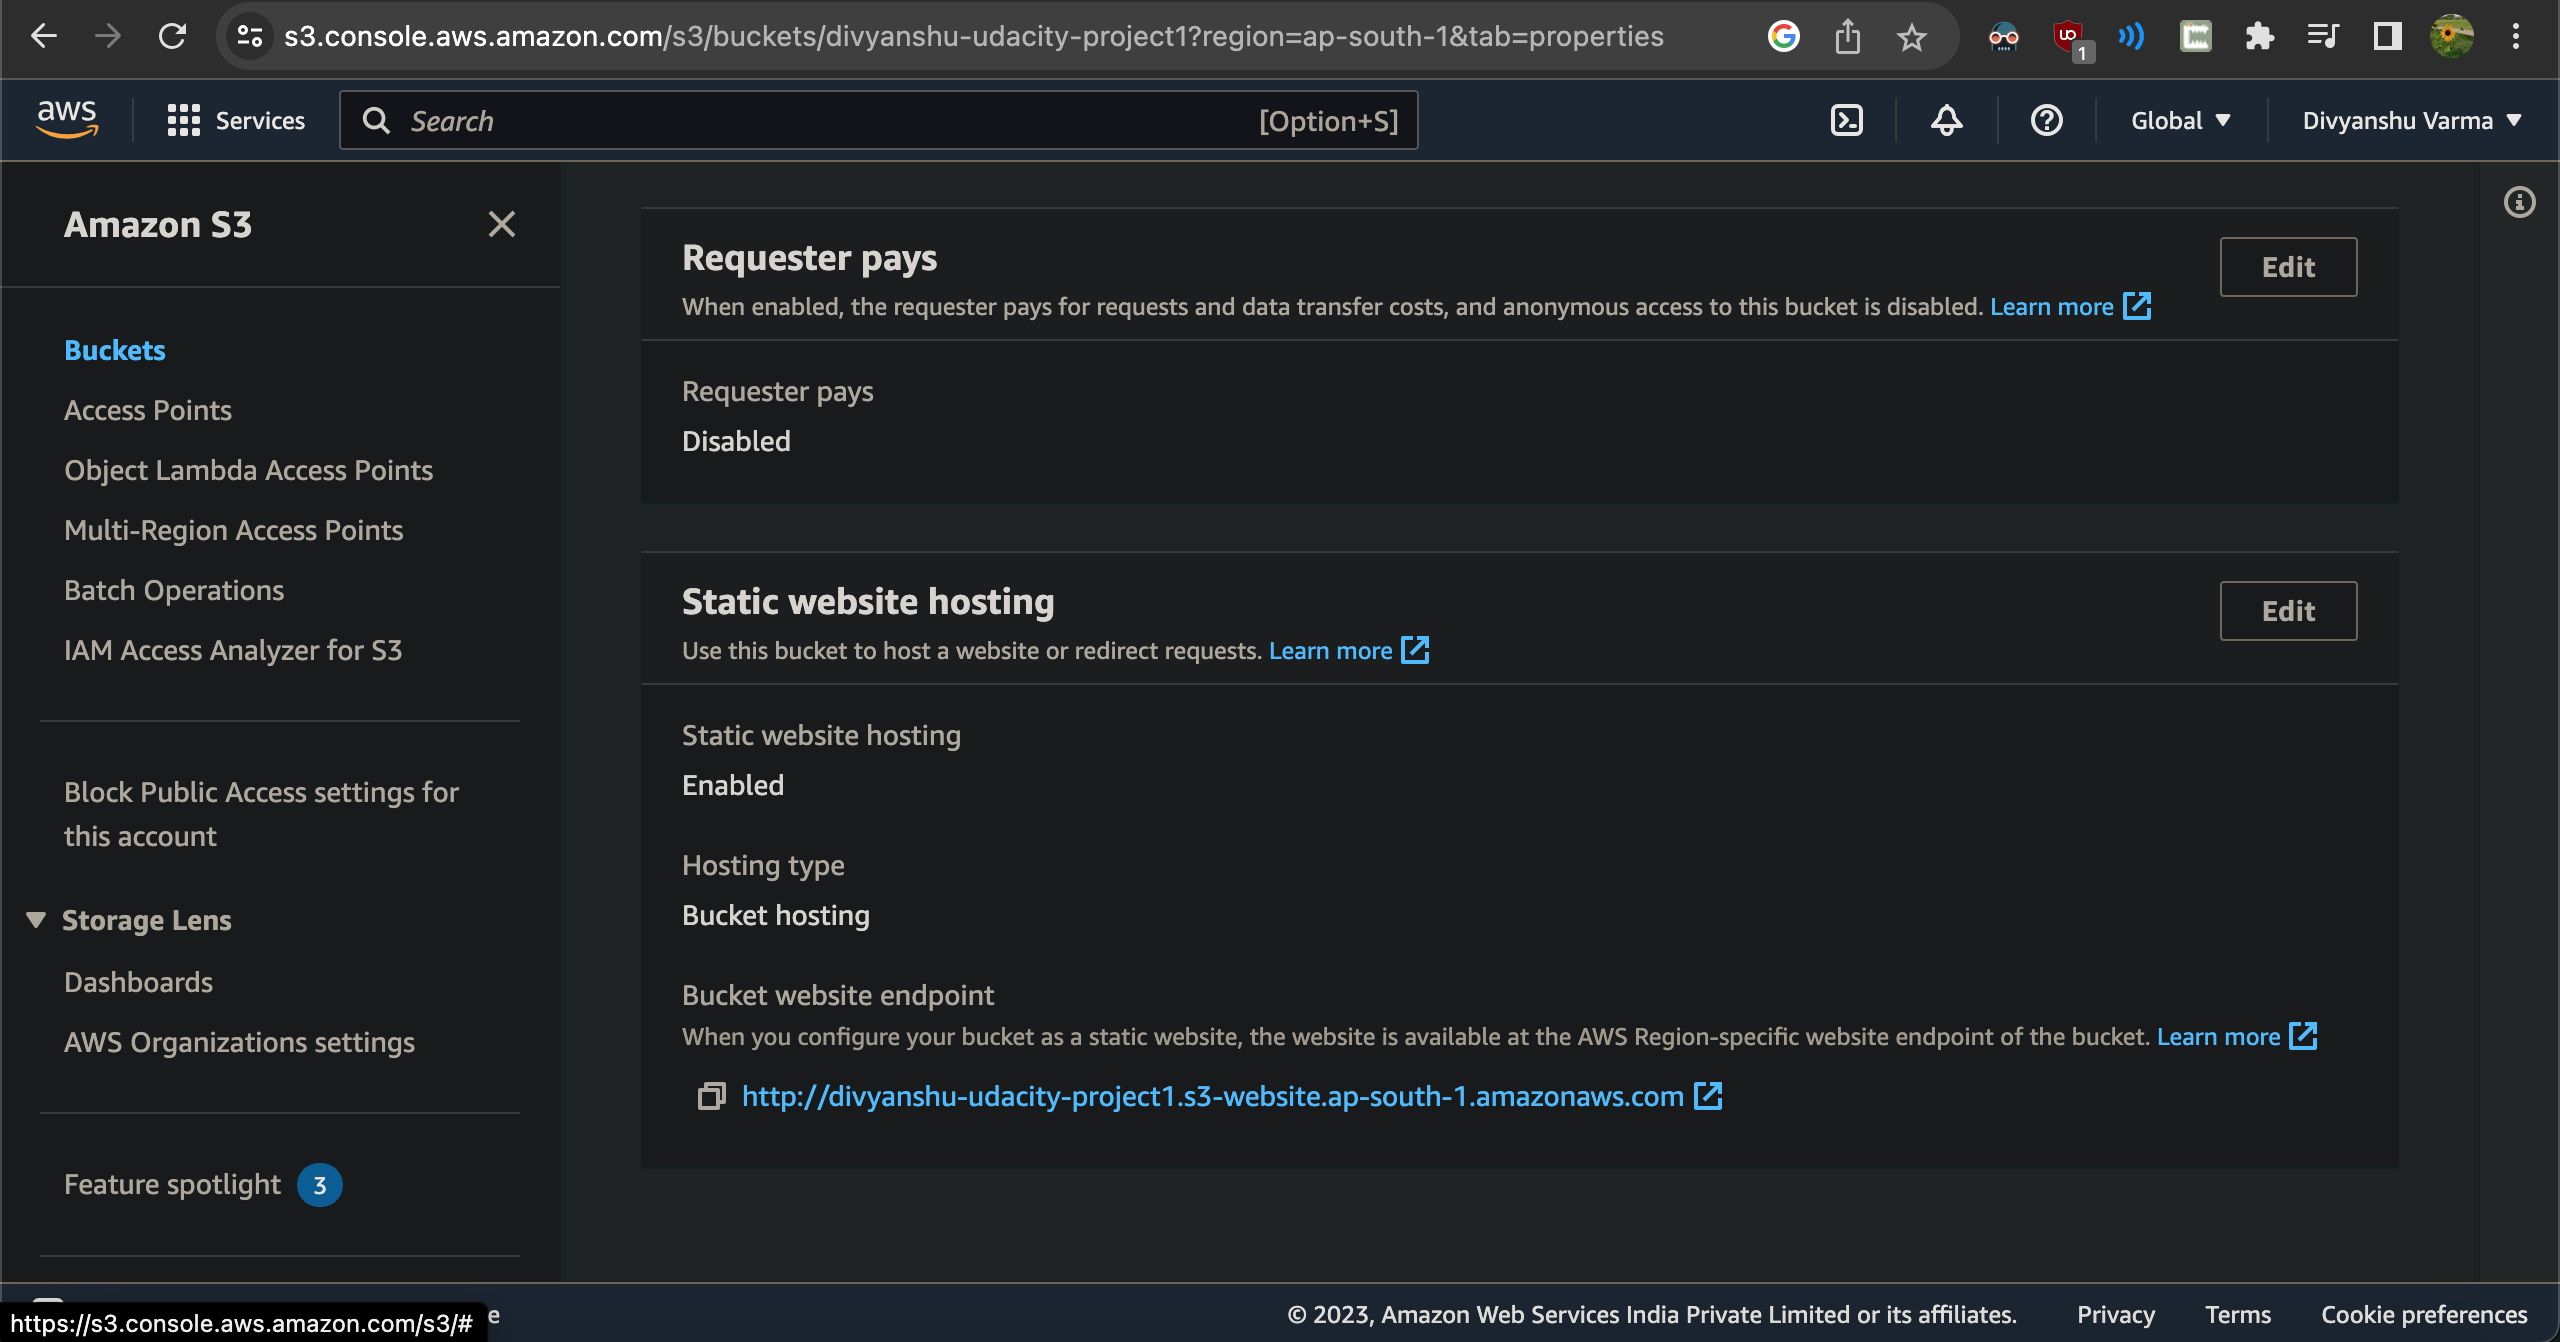 s3.console.aws.amazon.com/s3/buckets/divyanshu-udacity-project1?region=ap-south-1&tab=properties
1
aws
Services
Search
[Option+S]
Global
Divyanshu Varma
Amazon S3
Buckets
Access Points
Object Lambda Access Points
Multi-Region Access Points
Batch Operations
IAM Access Analyzer for S3
Block Public Access settings for
this account
Storage Lens
Dashboards
AWS Organizations settings
Feature spotlight 3
Requester pays
Edit
When enabled, the requester pays for requests and data transfer costs, and anonymous access to this bucket is disabled. Learn more
Requester pays
Disabled
Static website hosting
Edit
Use this bucket to host a website or redirect requests. Learn more
Static website hosting
Enabled
Hosting type
Bucket hosting
Bucket website endpoint
When you configure your bucket as a static website, the website is available at the AWS Region-specific website endpoint of the bucket. Learn more
http://divyanshu-udacity-project1.s3-website.ap-south-1.amazonaws.com
https://s3.console.aws.amazon.com/s3/#
© 2023, Amazon Web Services India Private Limited or its affiliates.
Privacy
Terms
Cookie preferences